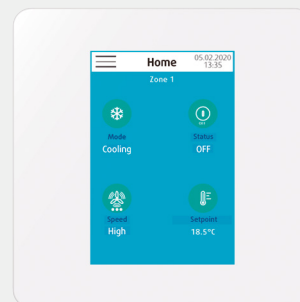 Home
05.02.2020
13:35
Zone 1
Mode
Cooling
Status
OFF
Speed
High
Setpoint
18.5°C